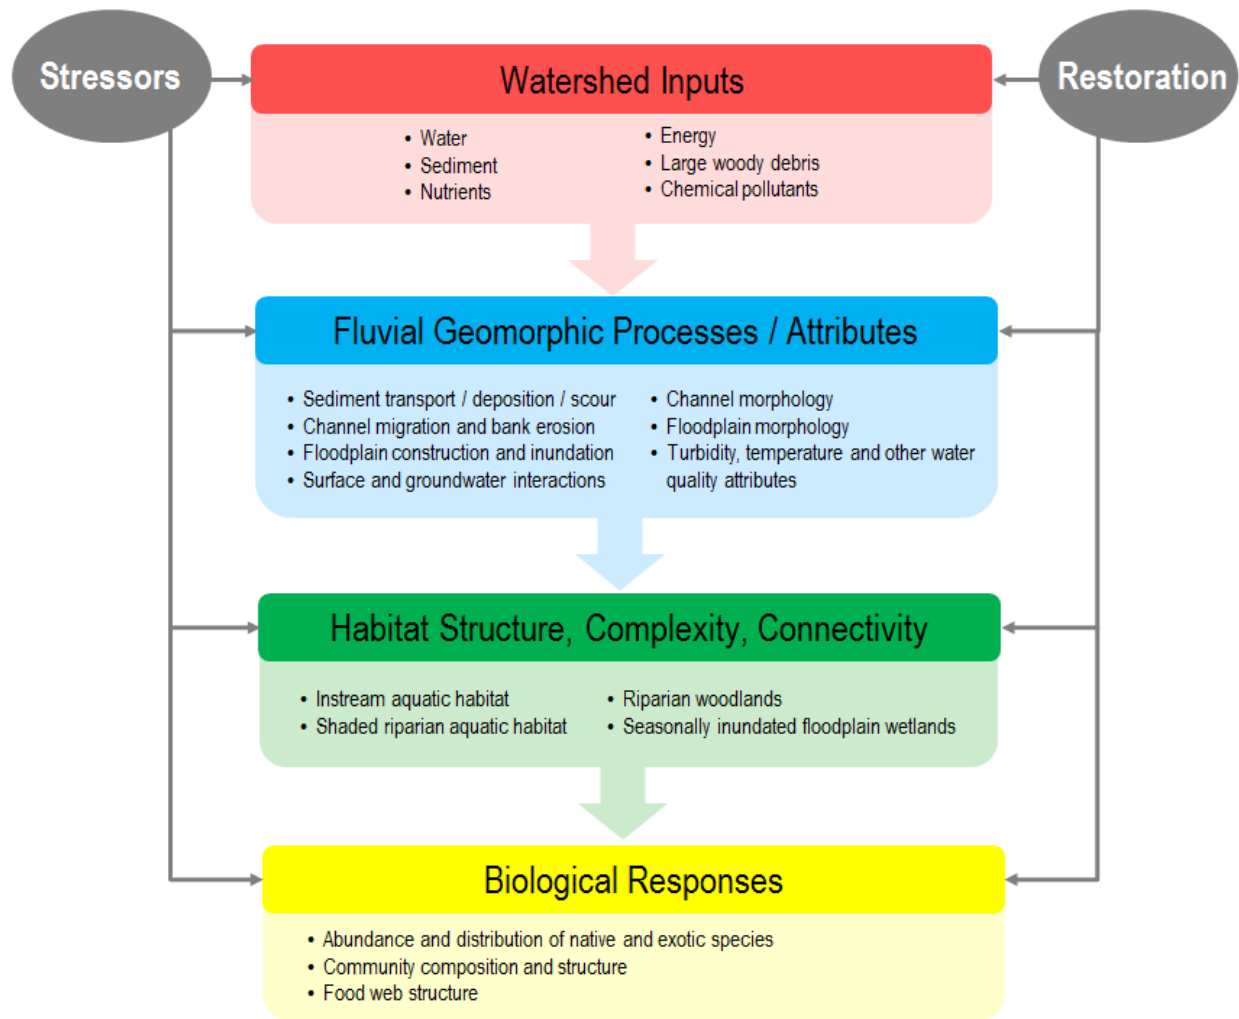 Stressors
Restoration
Watershed Inputs
• Water
• Sediment
• Nutrients
• Energy
• Large woody debris
• Chemical pollutants
Fluvial Geomorphic Processes / Attributes
• Sediment transport / deposition / scour
• Channel migration and bank erosion
• Floodplain construction and inundation
• Surface and groundwater interactions
• Channel morphology
• Floodplain morphology
• Turbidity, temperature and other water
quality attributes
Habitat Structure, Complexity, Connectivity
• Instream aquatic habitat
• Shaded riparian aquatic habitat
• Riparian woodlands
• Seasonally inundated floodplain wetlands
Biological Responses
• Abundance and distribution of native and exotic species
• Community composition and structure
• Food web structure